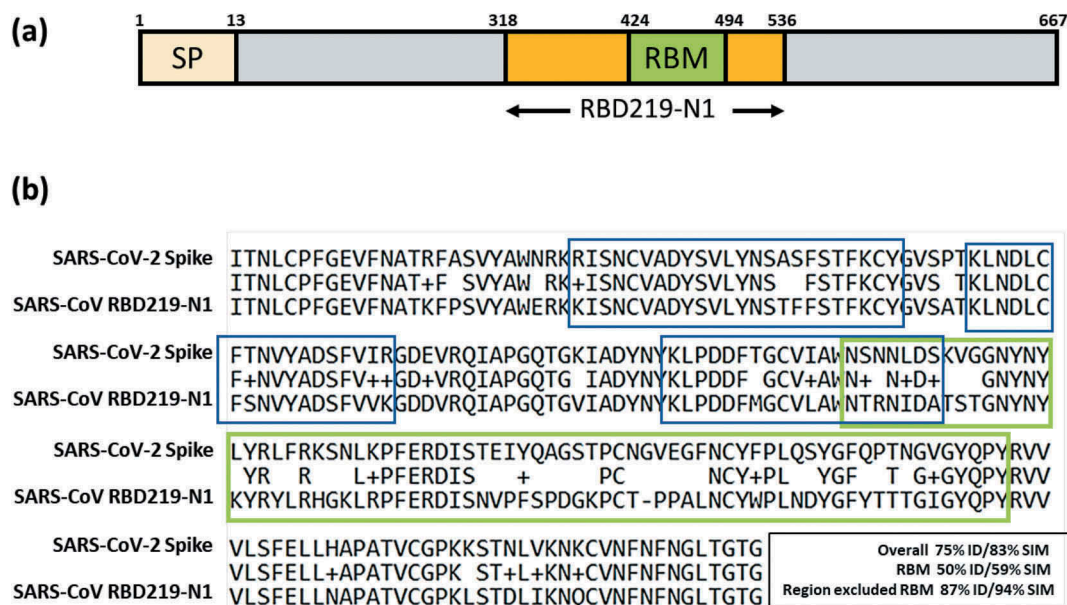 (a)
1 13 318 424 494 536 667
SP RBM
RBD219-N1
(b)
SARS-CoV-2 Spike ITNLCPFGEVFNATRFASVYAWNRKRISNCVADYSVLYNSASFSTFKCYGVSPTKLNDLC
ITNLCPFGEVFNAT+F SVYAW RK+ISNCVADYSVLYNS FSTFKCYGVS TKLNDLC
SARS-CoV RBD219-N1 ITNLCPFGEVFNATKFPSVYAWERKKISNCVADYSVLYNSTFFSTFKCYGVSATKLNDLC
SARS-CoV-2 Spike FTNVYADSFVIRGDEVRQIAPGQTGKIADYNYKLPDDFTGCVIAWNSNNLDSKVGGNYNY
F+NVYADSFV++GD+VRQIAPGQTG IADYNYKLPDDF GCV+AWN+ N+D+ GNYNY
SARS-CoV RBD219-N1 FSNVYADSFVVKGDDVRQIAPGQTGVIADYNYKLPDDFMGCVLAWNTRNIDATSTGNYNY
SARS-CoV-2 Spike LYRLFRKSNLKPFERDISTEIYQAGSTPCNGVEGFNCYFPLQSYGFQPTNGVGYQPYRVV
YR R L+PFERDIS + PC NCY+PL YGF T G+GYQPYRVV
SARS-CoV RBD219-N1 KYRYLRHGKLRPFERDISNVPFSPDGKPCT-PPALNCYWPLNDYGFYTTTGIGYQPYRVV
SARS-CoV-2 Spike VLSFELLHAPATVCGPKKSTNLVKNKCVNFNFNGLTGTG
VLSFELL+APATVCGPK ST+L+KN+CVNFNFNGLTGTG
SARS-CoV RBD219-N1 VLSFELLNAPATVCGPKLSTDLIKNQCVNFNFNGLTGTG
Overall 75% ID/83% SIM
RBM 50% ID/59% SIM
Region excluded RBM 87% ID/94% SIM